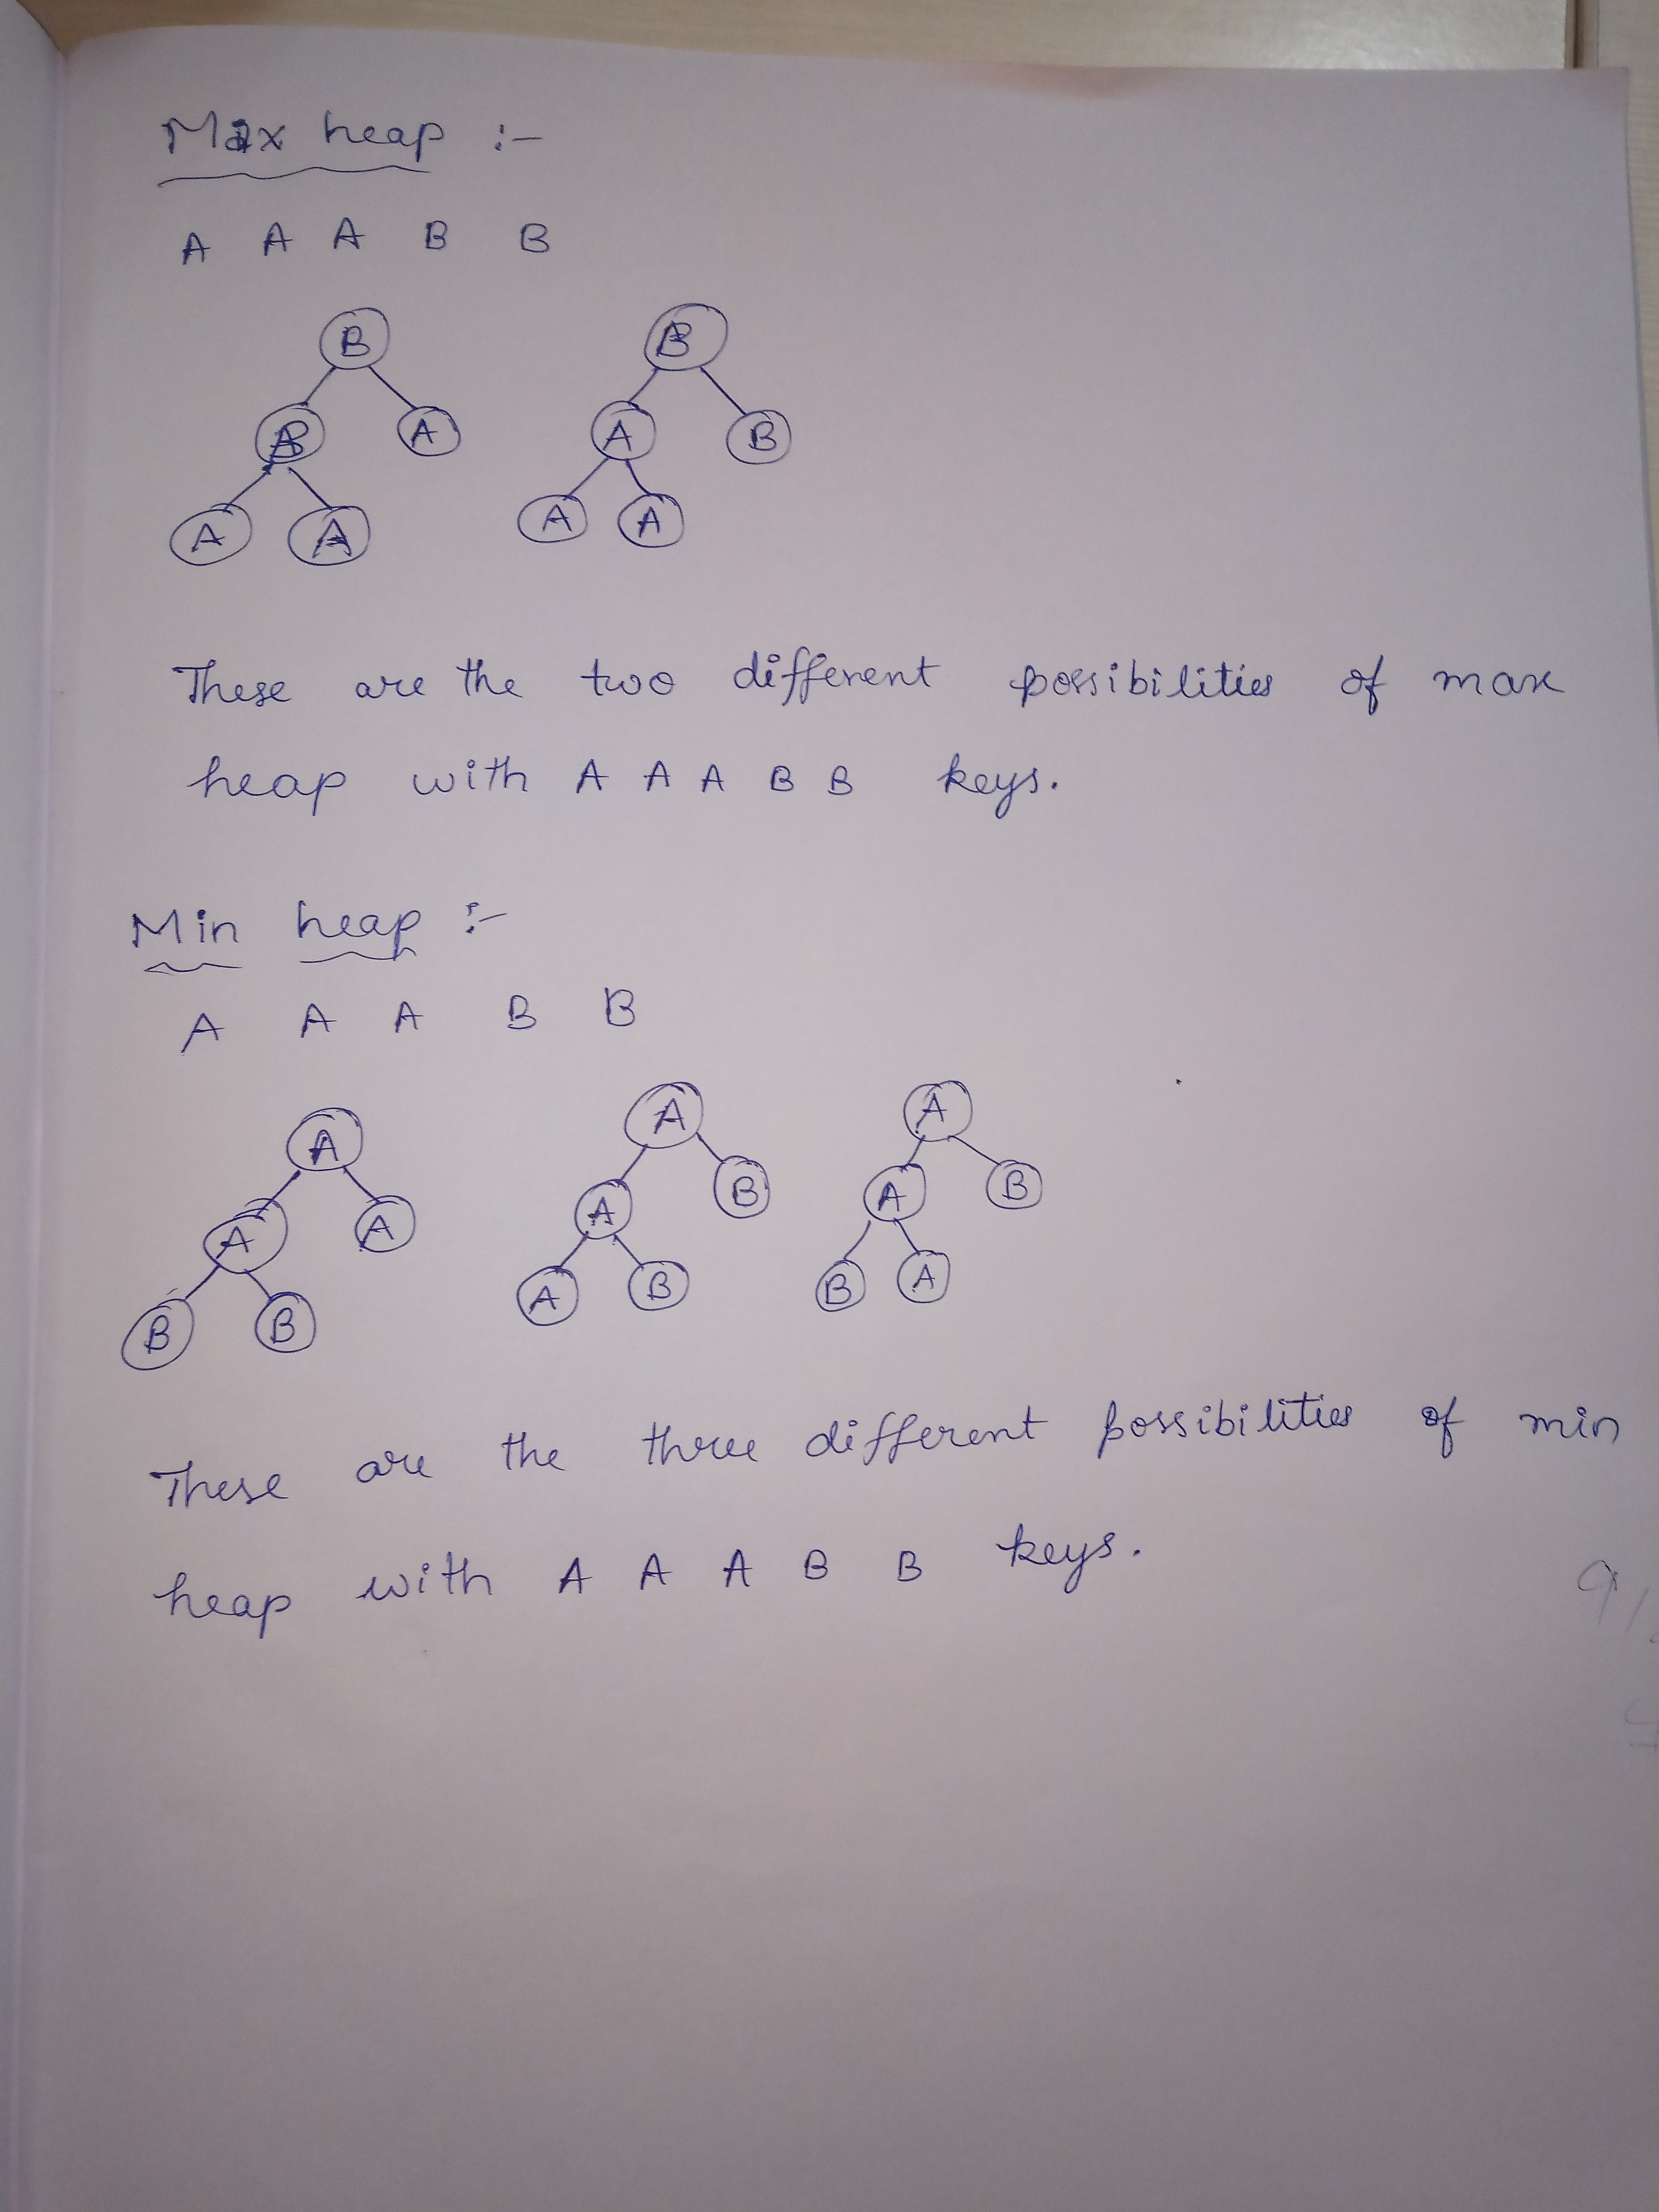 Max heap :-
A A A B B
B B
B A A B
A A A A
These are the two different possibilities of max
heap with A A A B B keys.
Min heap :-
A A A B B
A A A
A A A B A B
B B A B B A
These are the three different possibilities of min
heap with A A A B B keys.